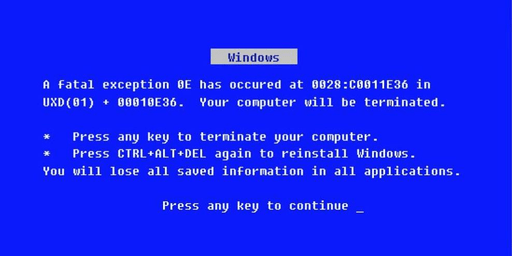 Windows
A fatal exception 0E has occured at 0028:C0011E36 in
UXD(01) + 00010E36.  Your computer will be terminated.
*   Press any key to terminate your computer.
*   Press CTRL+ALT+DEL again to reinstall Windows.
You will lose all saved information in all applications.
Press any key to continue _